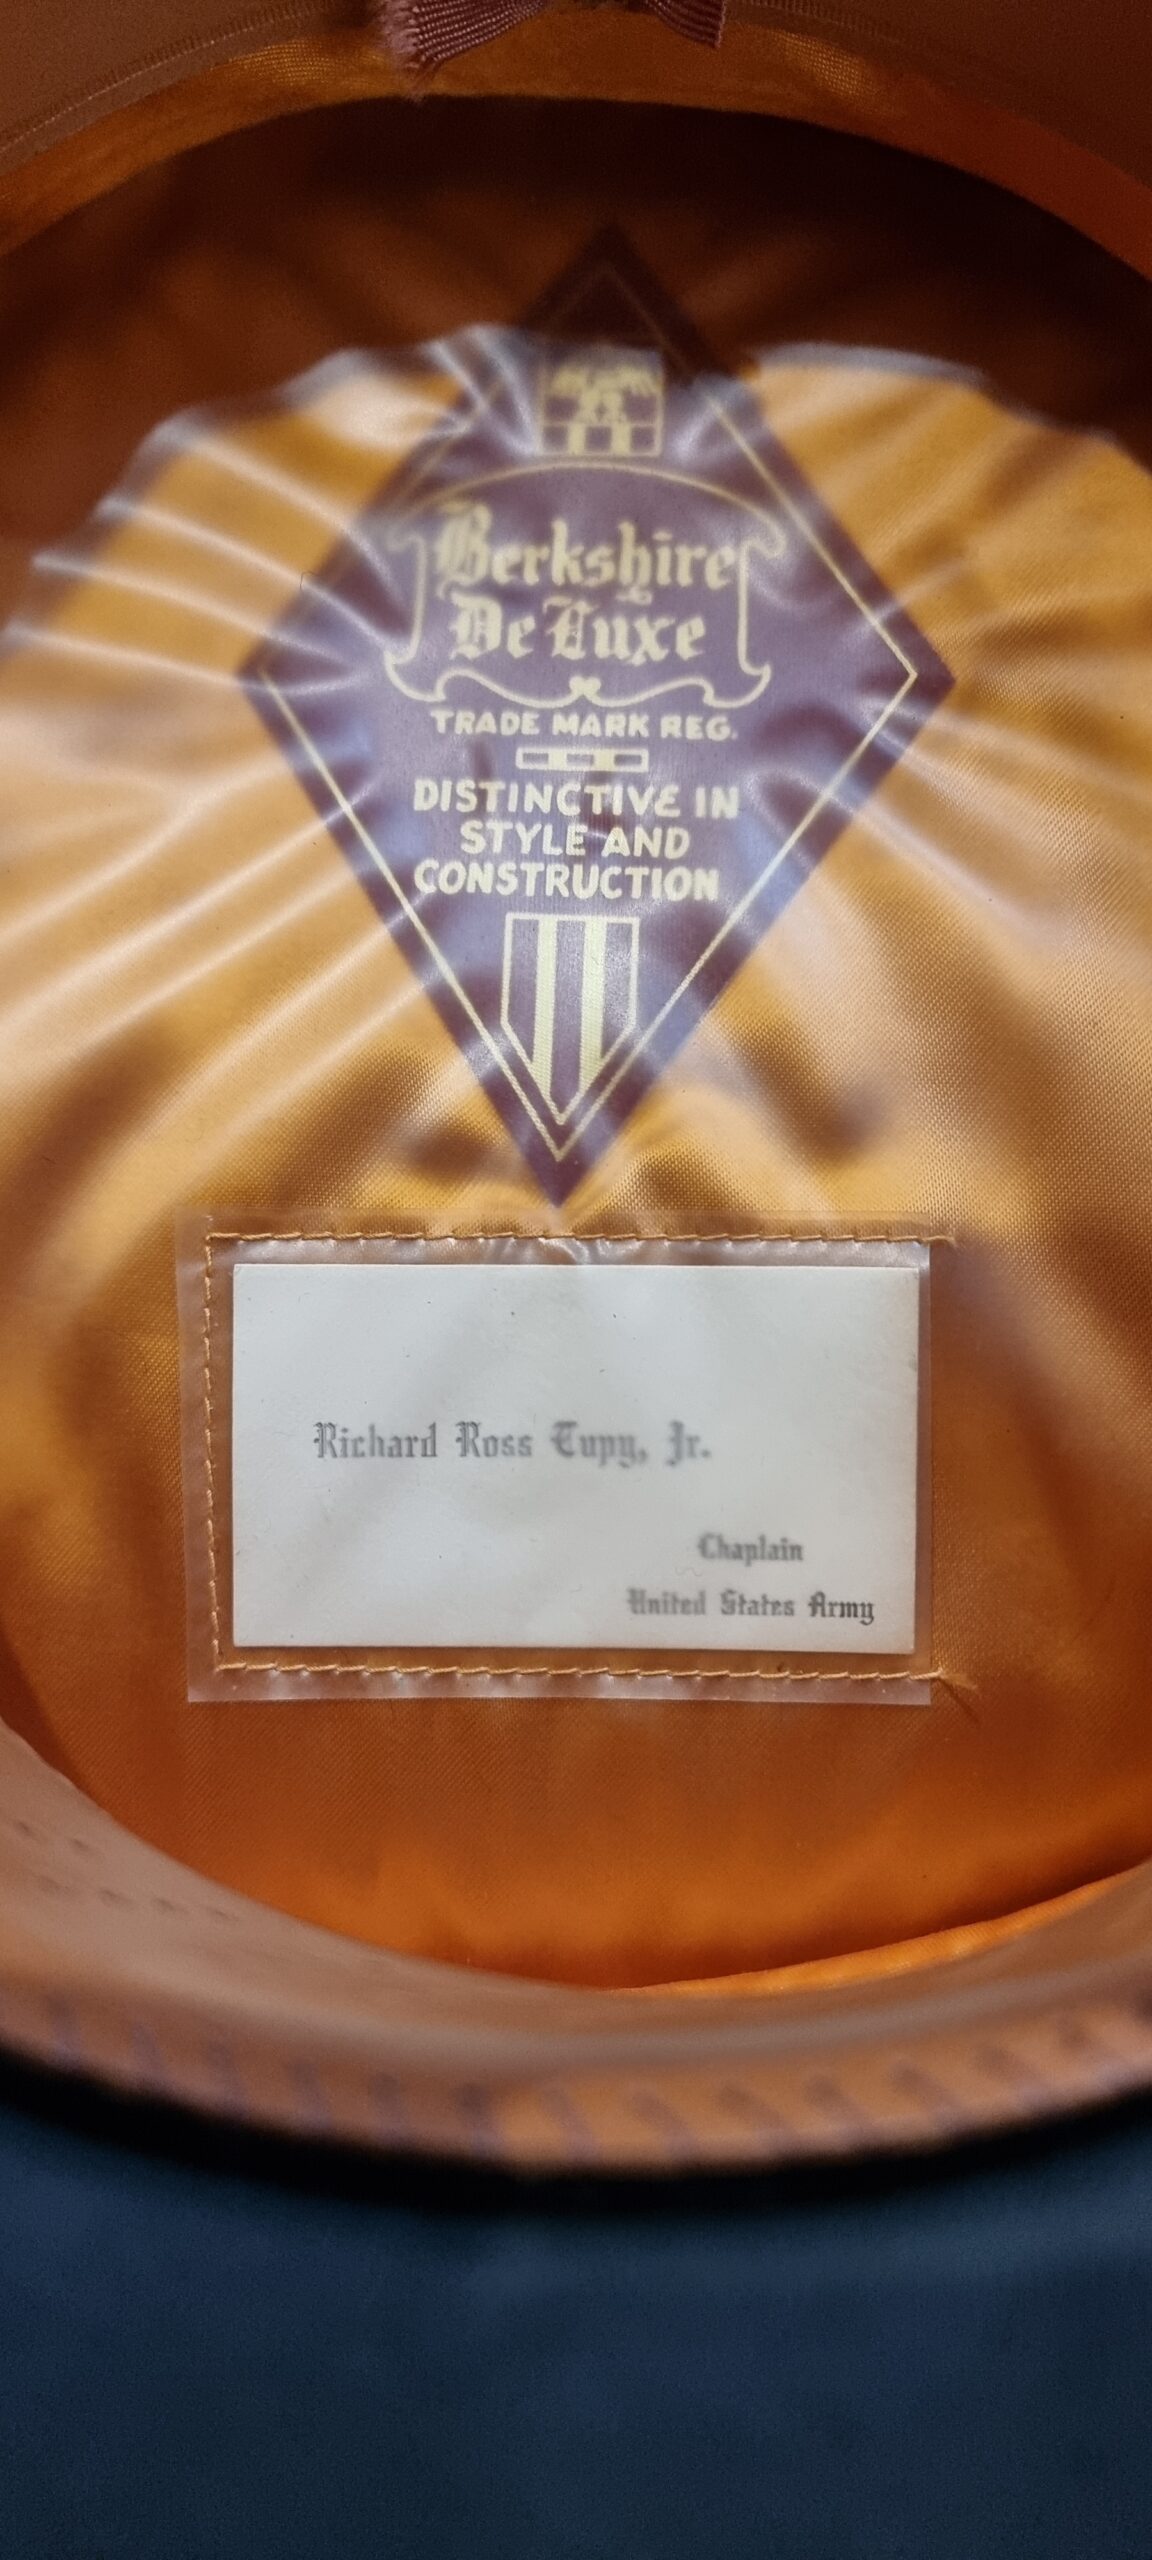 Berkshire
De Luxe
TRADE MARK REG.
DISTINCTIVE IN
STYLE AND
CONSTRUCTION
Richard Ross Tupy, Jr.
Chaplain
United States Army